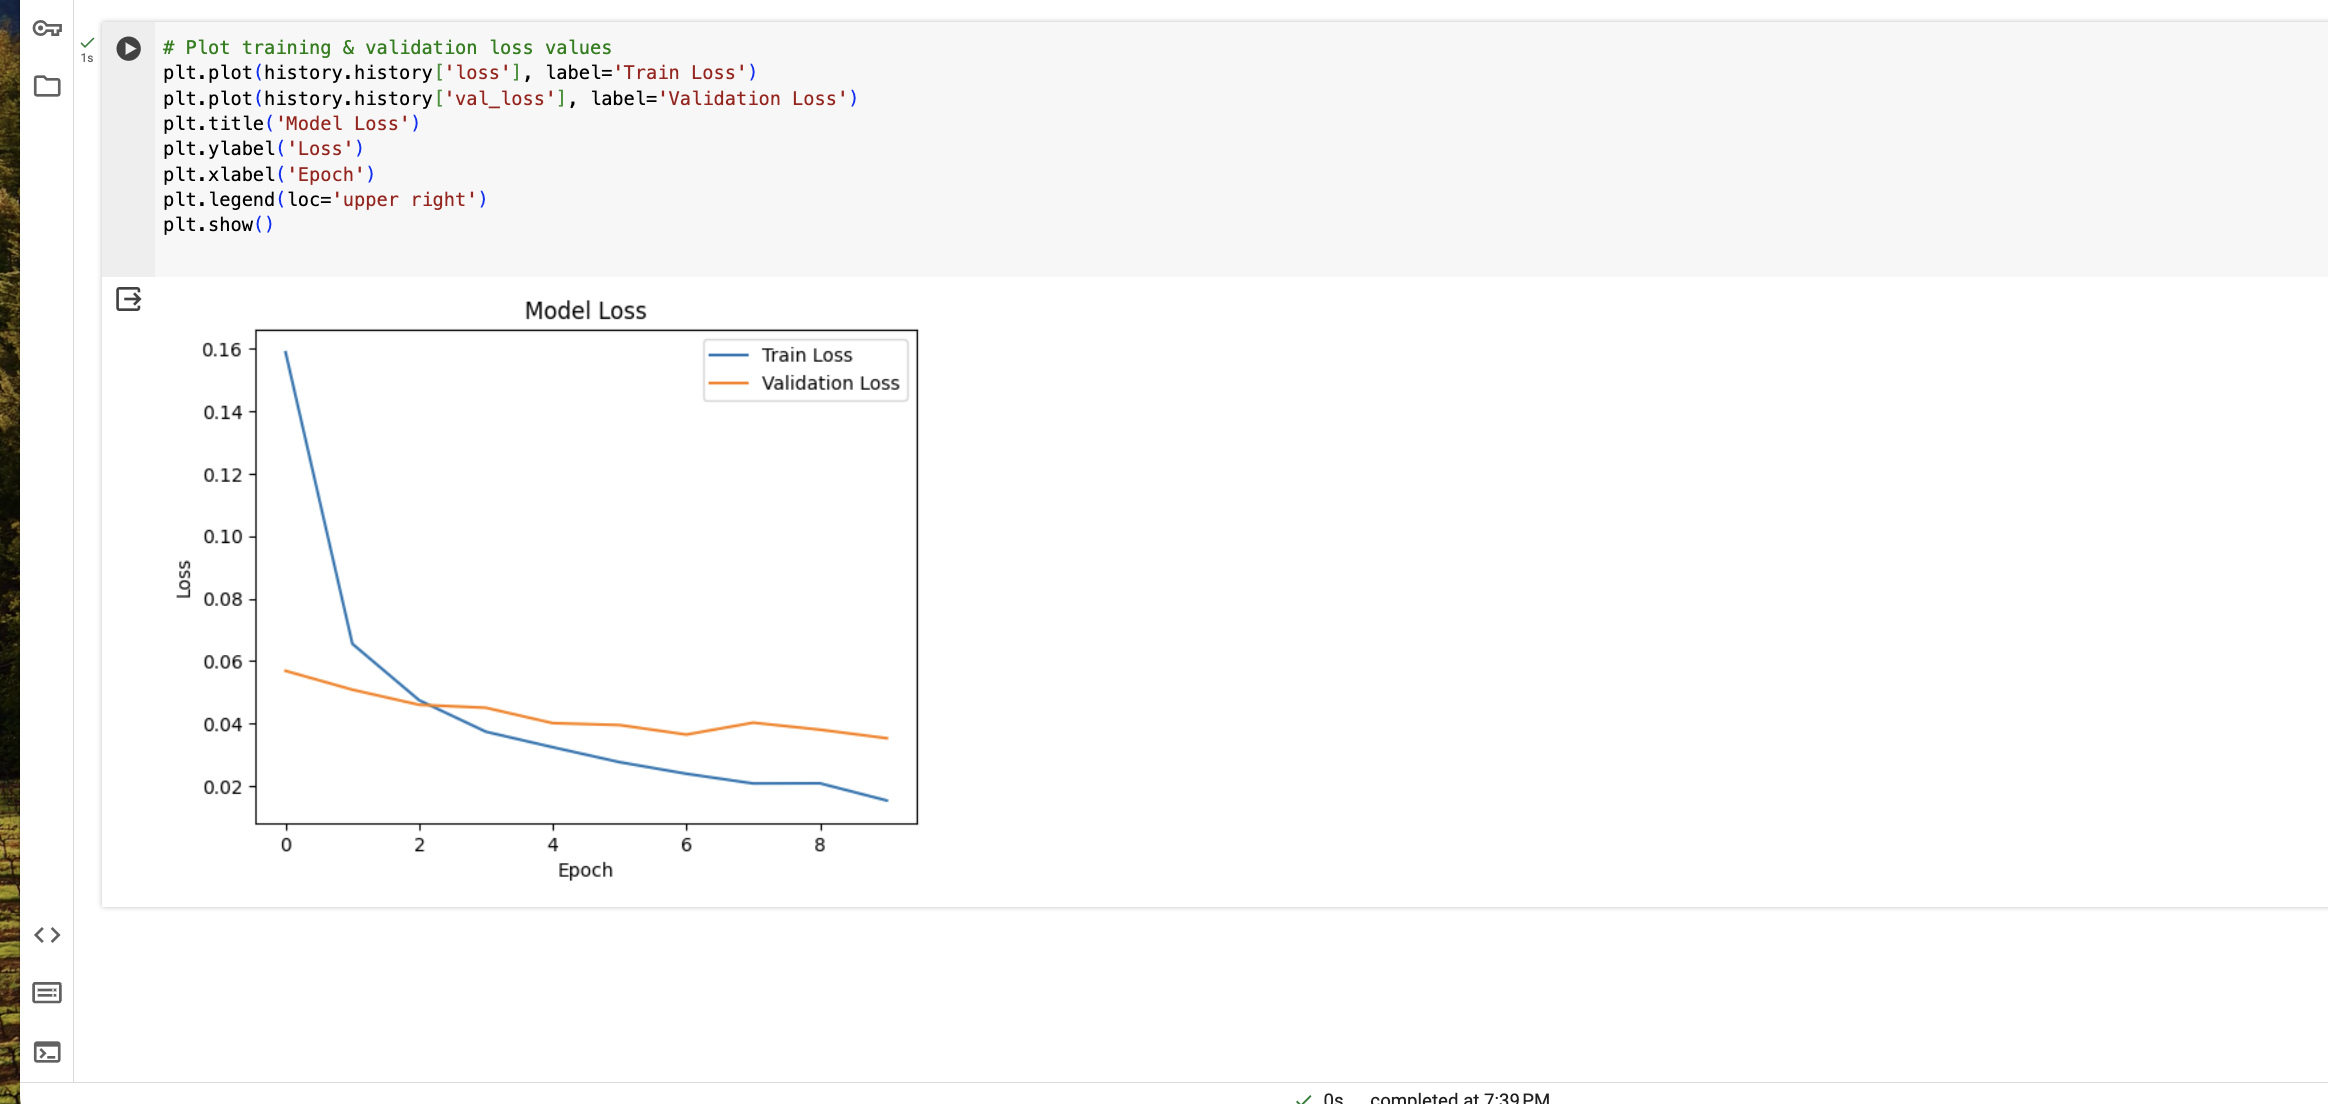 1s
# Plot training & validation loss values
plt.plot(history.history['loss'], label='Train Loss')
plt.plot(history.history['val_loss'], label='Validation Loss')
plt.title('Model Loss')
plt.ylabel('Loss')
plt.xlabel('Epoch')
plt.legend(loc='upper right')
plt.show()
Model Loss
Train Loss
Validation Loss
0.16
0.14
0.12
0.10
0.08
0.06
0.04
0.02
Loss
0 2 4 6 8
Epoch
0s completed at 7:39 PM